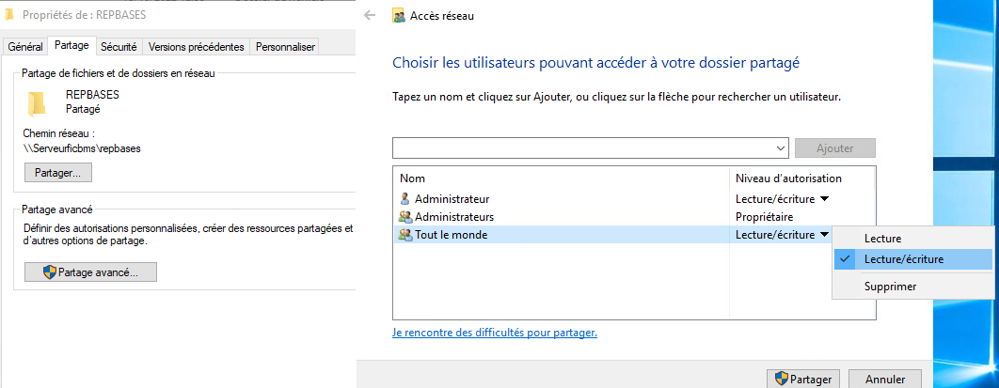 Propriétés de : REPBASES
Général
Partage
Sécurité
Versions précédentes
Personnaliser
Partage de fichiers et de dossiers en réseau
REPBASES
Partagé
Chemin réseau :
\\Serveurficbms\repbases
Partager...
Partage avancé
Définir des autorisations personnalisées, créer des ressources partagées et
d'autres options de partage.
Partage avancé...
Accès réseau
Choisir les utilisateurs pouvant accéder à votre dossier partagé
Tapez un nom et cliquez sur Ajouter, ou cliquez sur la flèche pour rechercher un utilisateur.
Ajouter
Nom
Niveau d'autorisation
Administrateur
Lecture/écriture
Administrateurs
Propriétaire
Tout le monde
Lecture/écriture
Lecture
Lecture/écriture
Supprimer
Je rencontre des difficultés pour partager.
Partager
Annuler